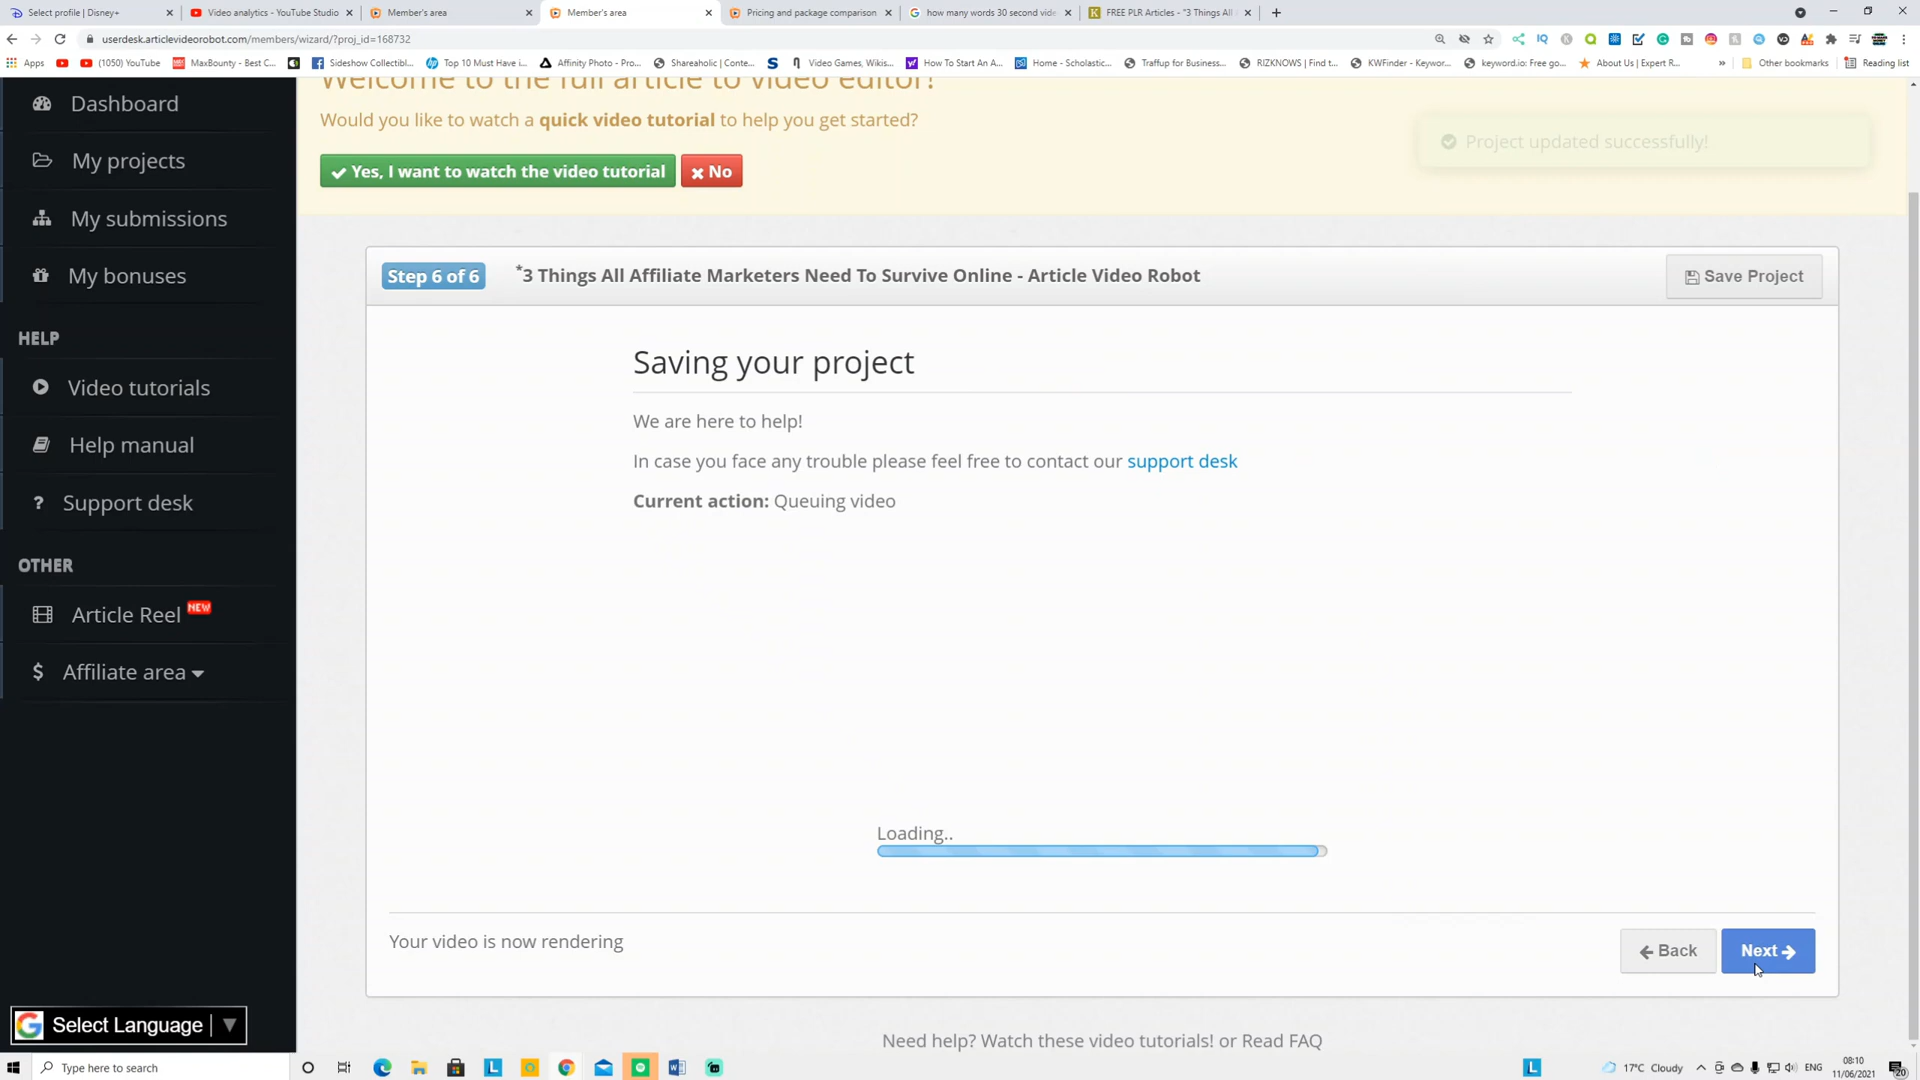 Select profile | Disney+
Video analytics - YouTube Studio
Member's area
Member's area
Pricing and package comparison
how many words 30 second vide
FREE PLR Articles - "3 Things All
userdesk.articlevideorobot.com/members/wizard/?proj_id=168732
Apps
(1050) YouTube
MaxBounty - Best C...
Sideshow Collectibl...
Top 10 Must Have i...
Affinity Photo - Pro...
Shareaholic | Conte...
Video Games, Wikis...
How To Start An A...
Home - Scholastic...
Traffup for Business...
RIZKNOWS | Find t...
KWFinder - Keywor...
keyword.io: Free go...
About Us | Expert R...
»
Other bookmarks
Reading list
Welcome to the full article to video editor!
Would you like to watch a quick video tutorial to help you get started?
Yes, I want to watch the video tutorial
No
Project updated successfully!
Dashboard
My projects
My submissions
My bonuses
HELP
Video tutorials
Help manual
Support desk
OTHER
Article Reel NEW
Affiliate area
Select Language
Step 6 of 6
*3 Things All Affiliate Marketers Need To Survive Online - Article Video Robot
Save Project
Saving your project
We are here to help!
In case you face any trouble please feel free to contact our support desk
Current action: Queuing video
Loading..
Your video is now rendering
Back
Next
Need help? Watch these video tutorials! or Read FAQ
Type here to search
17°C Cloudy
ENG
08:10
11/06/2021
20